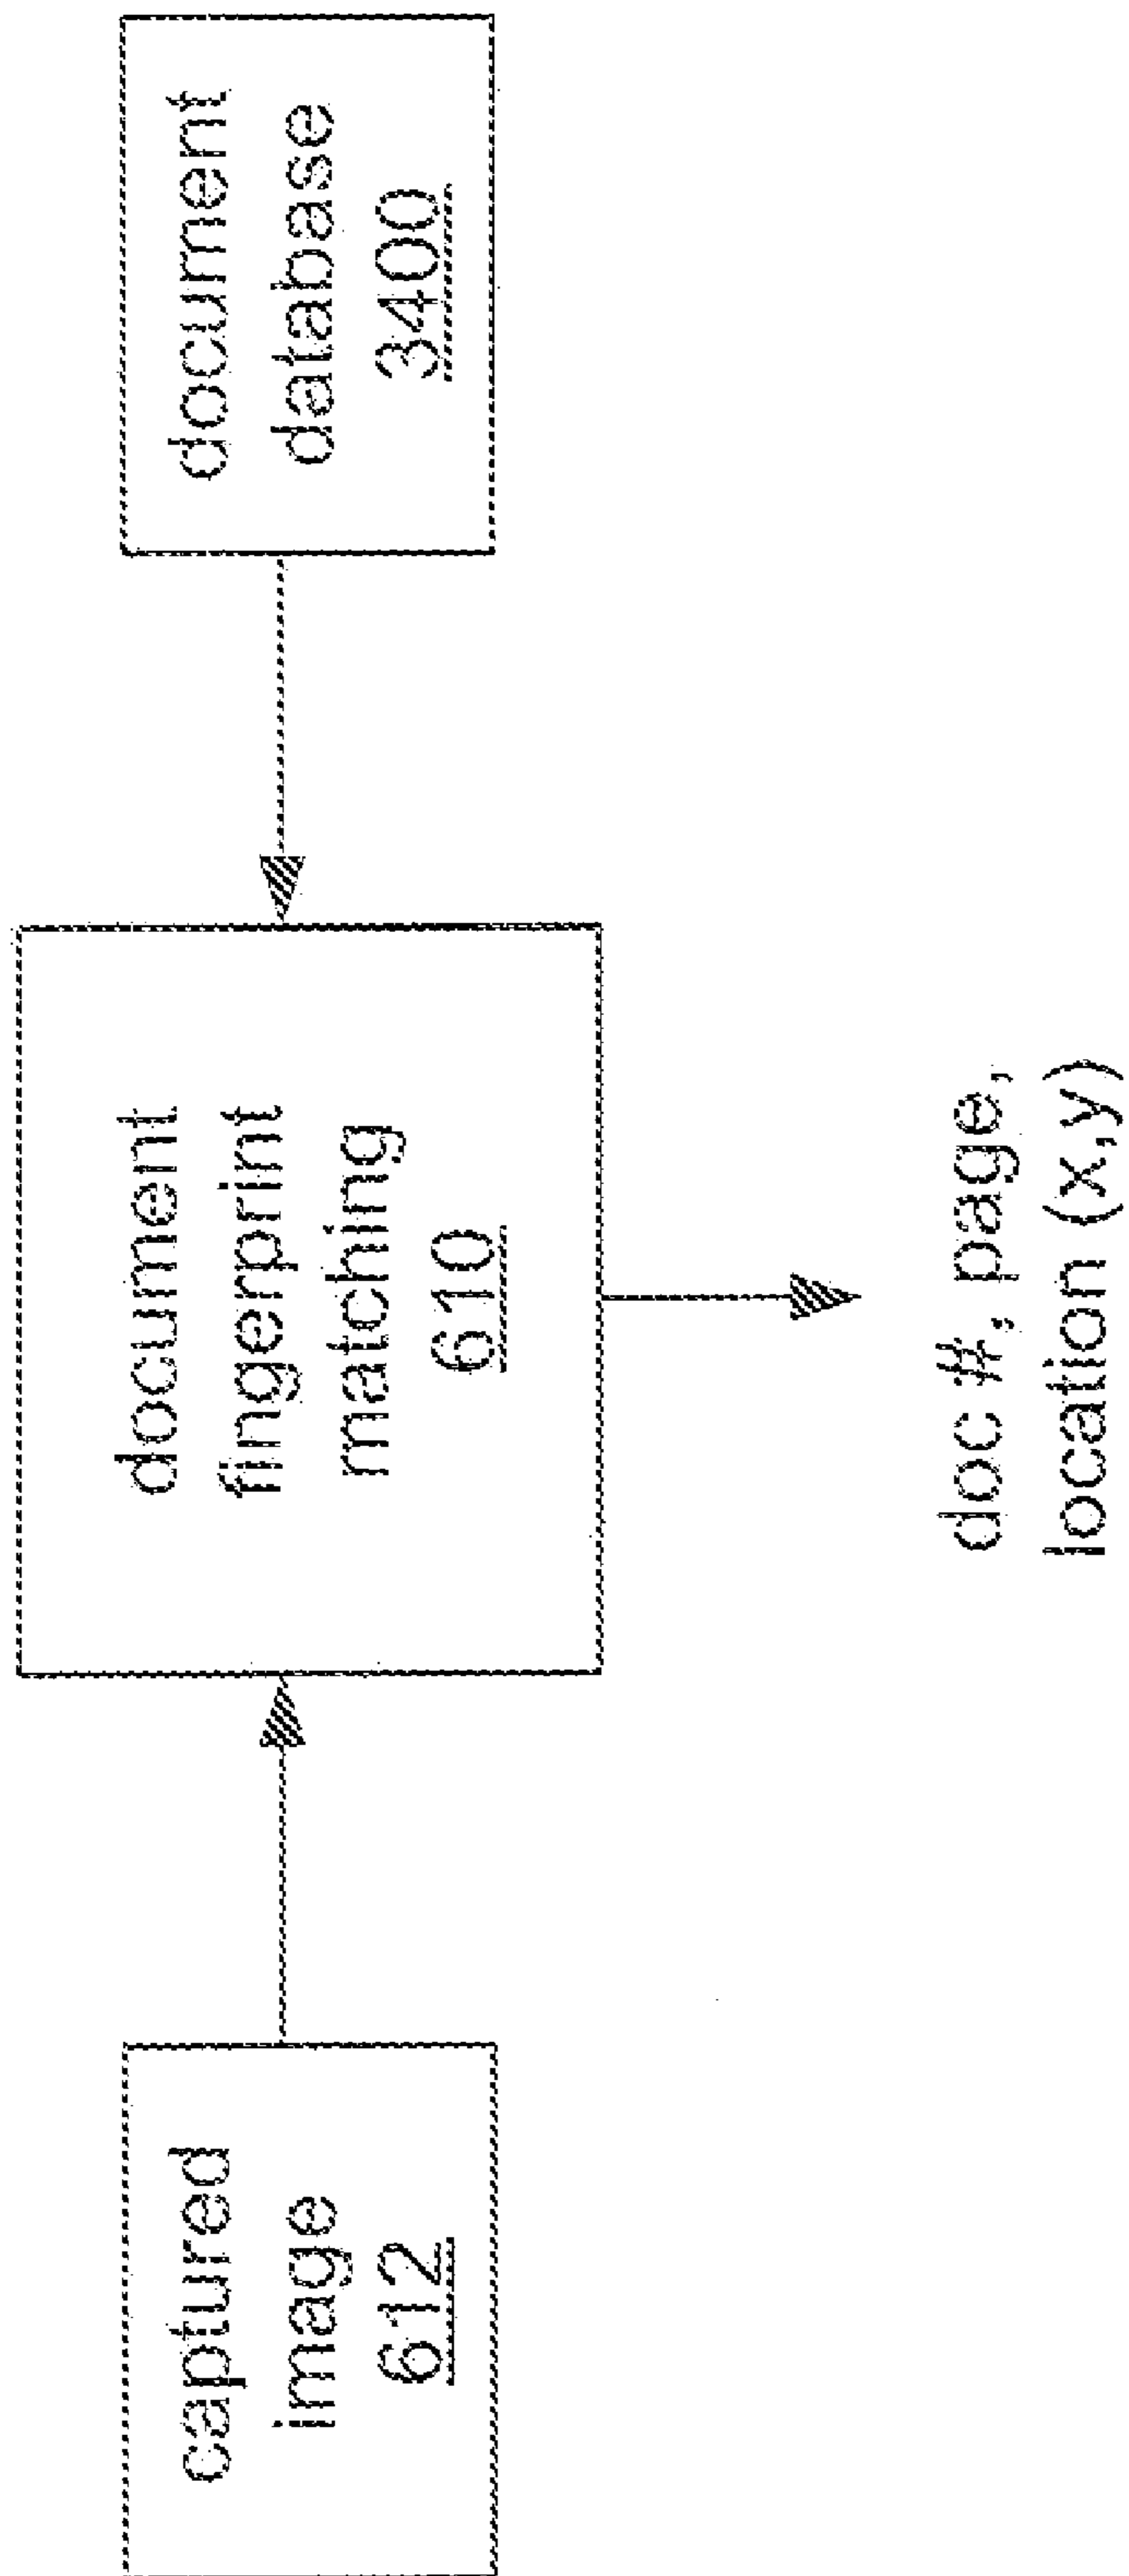 captured
image
612
document
fingerprint
matching
610
document
database
3400
doc #, page,
location (x,y)